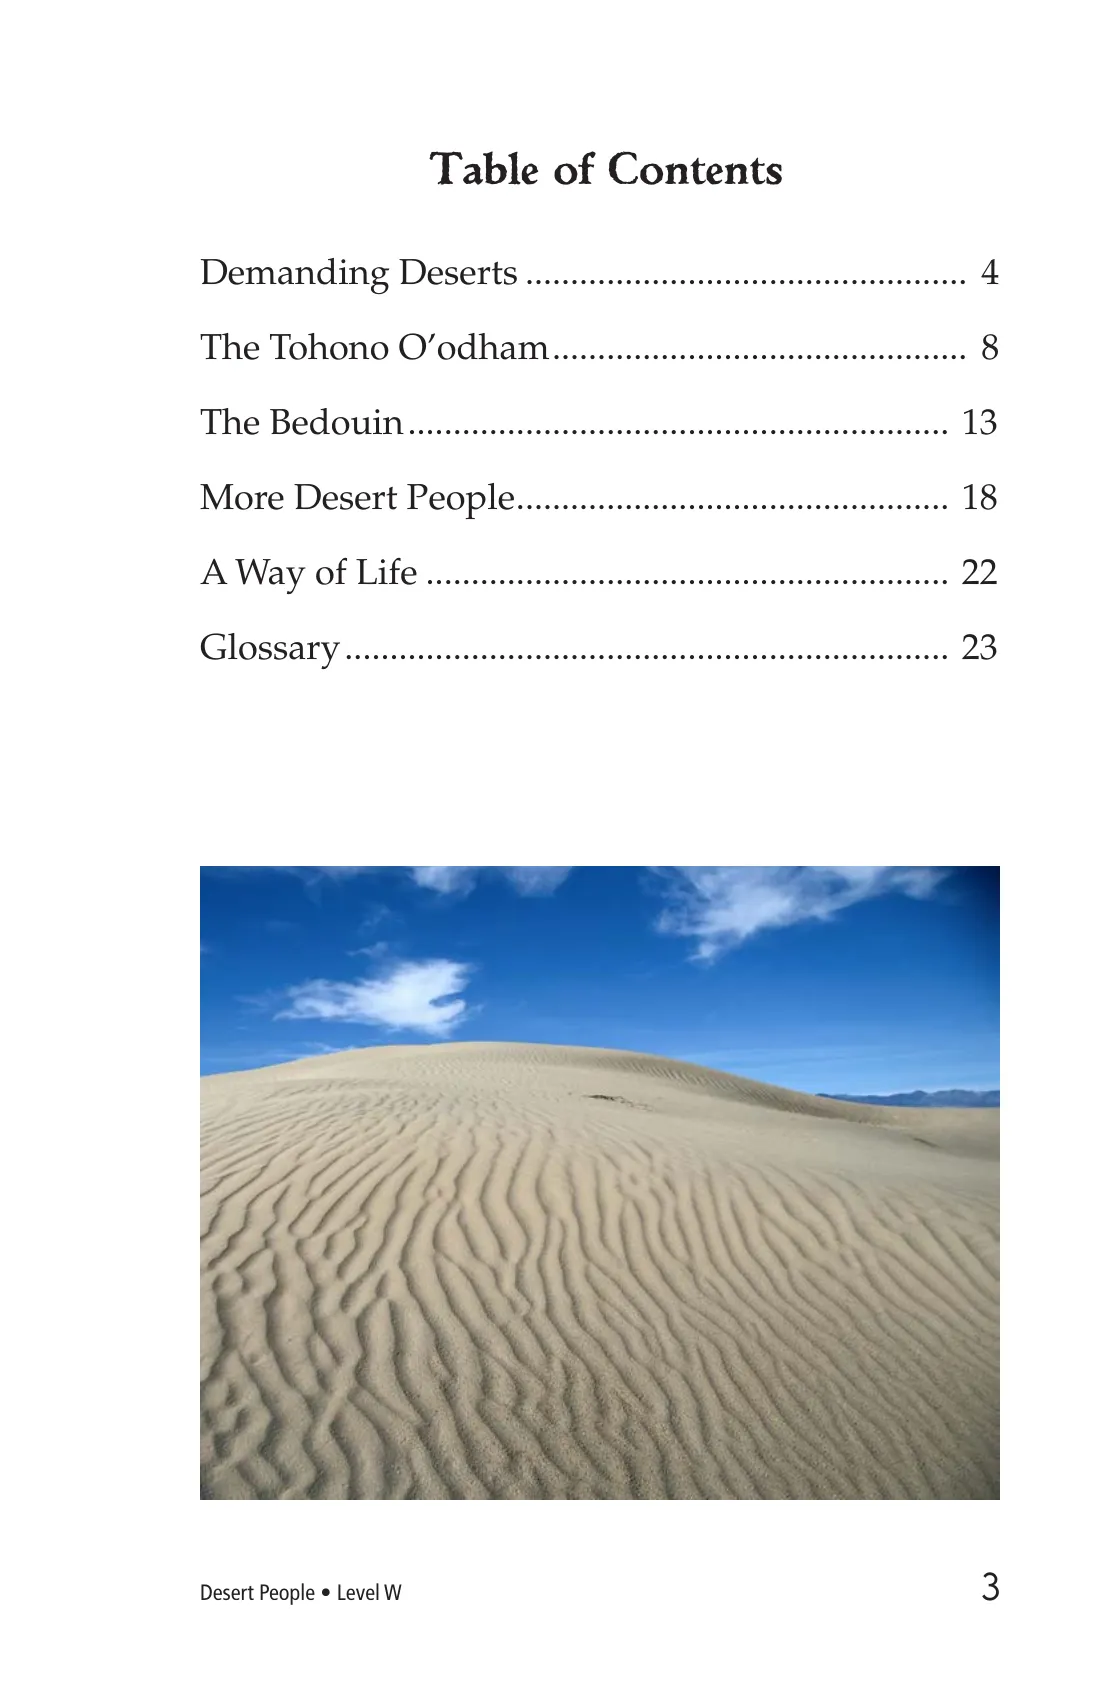 Table of Contents
Demanding Deserts ................................................. 4
The Tohono O’odham.............................................. 8
The Bedouin............................................................ 13
More Desert People................................................ 18
A Way of Life .......................................................... 22
Glossary................................................................... 23
Desert People • Level W 3